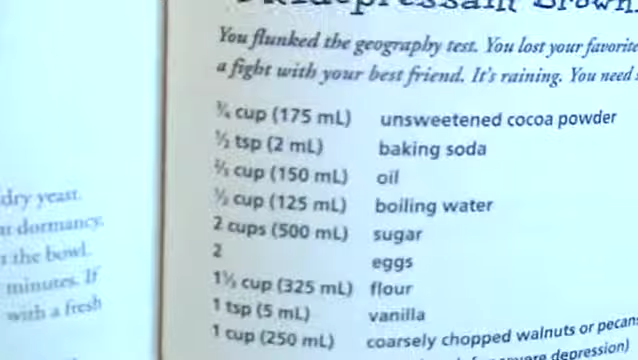 dry yeast.
dormancy.
the bowl.
minutes. If
with a fresh
You flunked the geography test. You lost your favorite
a fight with your best friend. It's raining. You need
¾ cup (175 mL) unsweetened cocoa powder
½ tsp (2 mL) baking soda
⅔ cup (150 mL) oil
½ cup (125 mL) boiling water
2 cups (500 mL) sugar
2 eggs
1⅓ cup (325 mL) flour
1 tsp (5 mL) vanilla
1 cup (250 mL) coarsely chopped walnuts or pecans
depression)